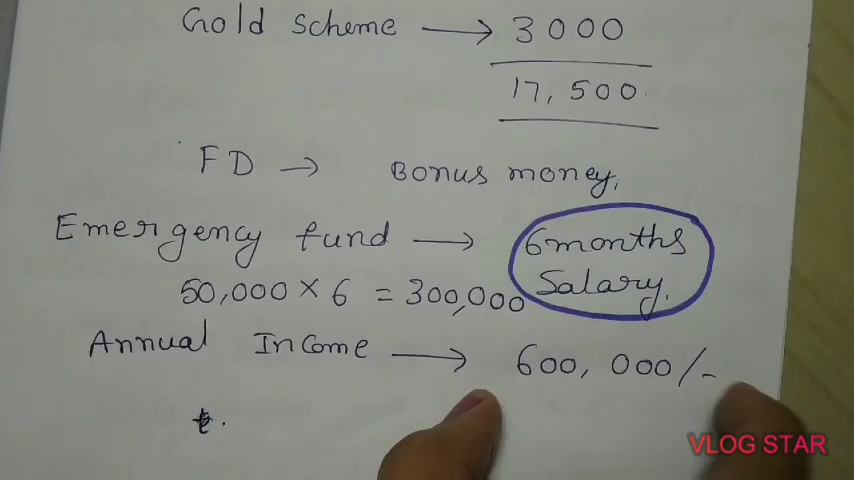 Gold Scheme → 3000
17,500.
FD → Bonus money.
Emergency fund → 6 months
Salary.
50,000 × 6 = 300,000
Annual Income → 600,000/-
VLOG STAR